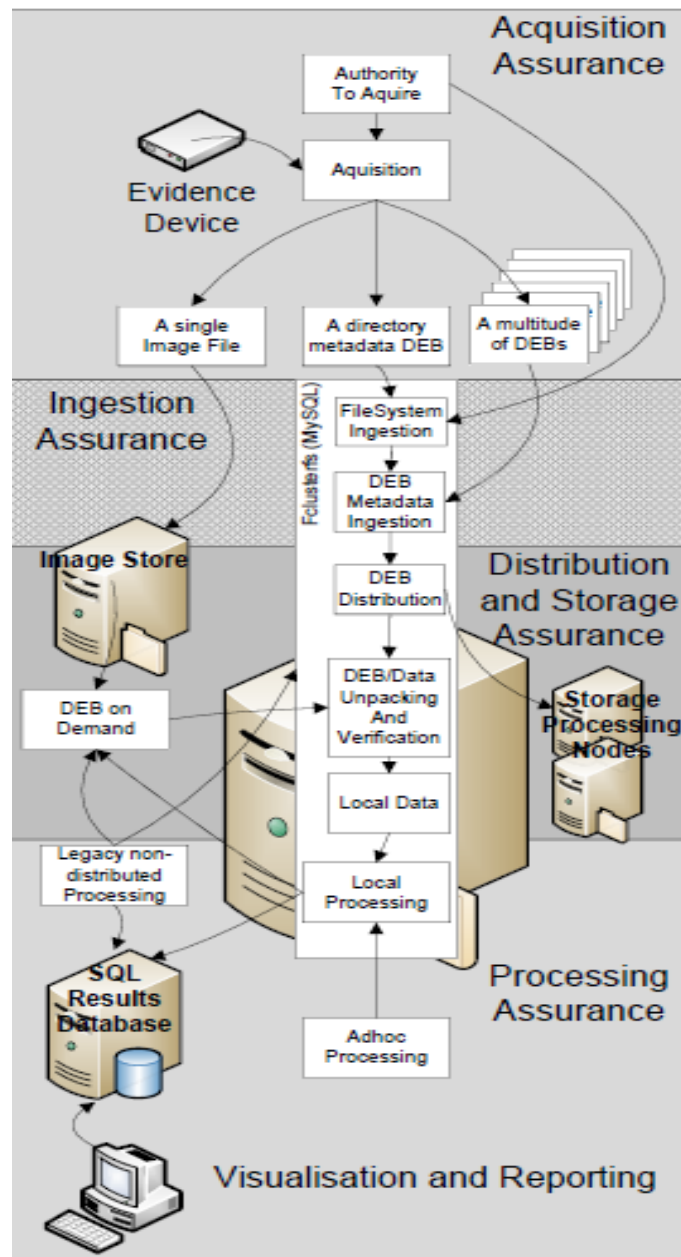 Acquisition
Assurance
Authority
To Aquire
Aquisition
Evidence
Device
A single
Image File
A directory
metadata DEB
A multitude
of DEBs
Ingestion
Assurance
Fclusterfs (MySQL)
FileSystem
Ingestion
DEB
Metadata
Ingestion
Image Store
DEB
Distribution
Distribution
and Storage
Assurance
DEB on
Demand
DEB/Data
Unpacking
And
Verification
Storage
Processing
Nodes
Local Data
Legacy non-
distributed
Processing
Local
Processing
SQL
Results
Database
Processing
Assurance
Adhoc
Processing
Visualisation and Reporting